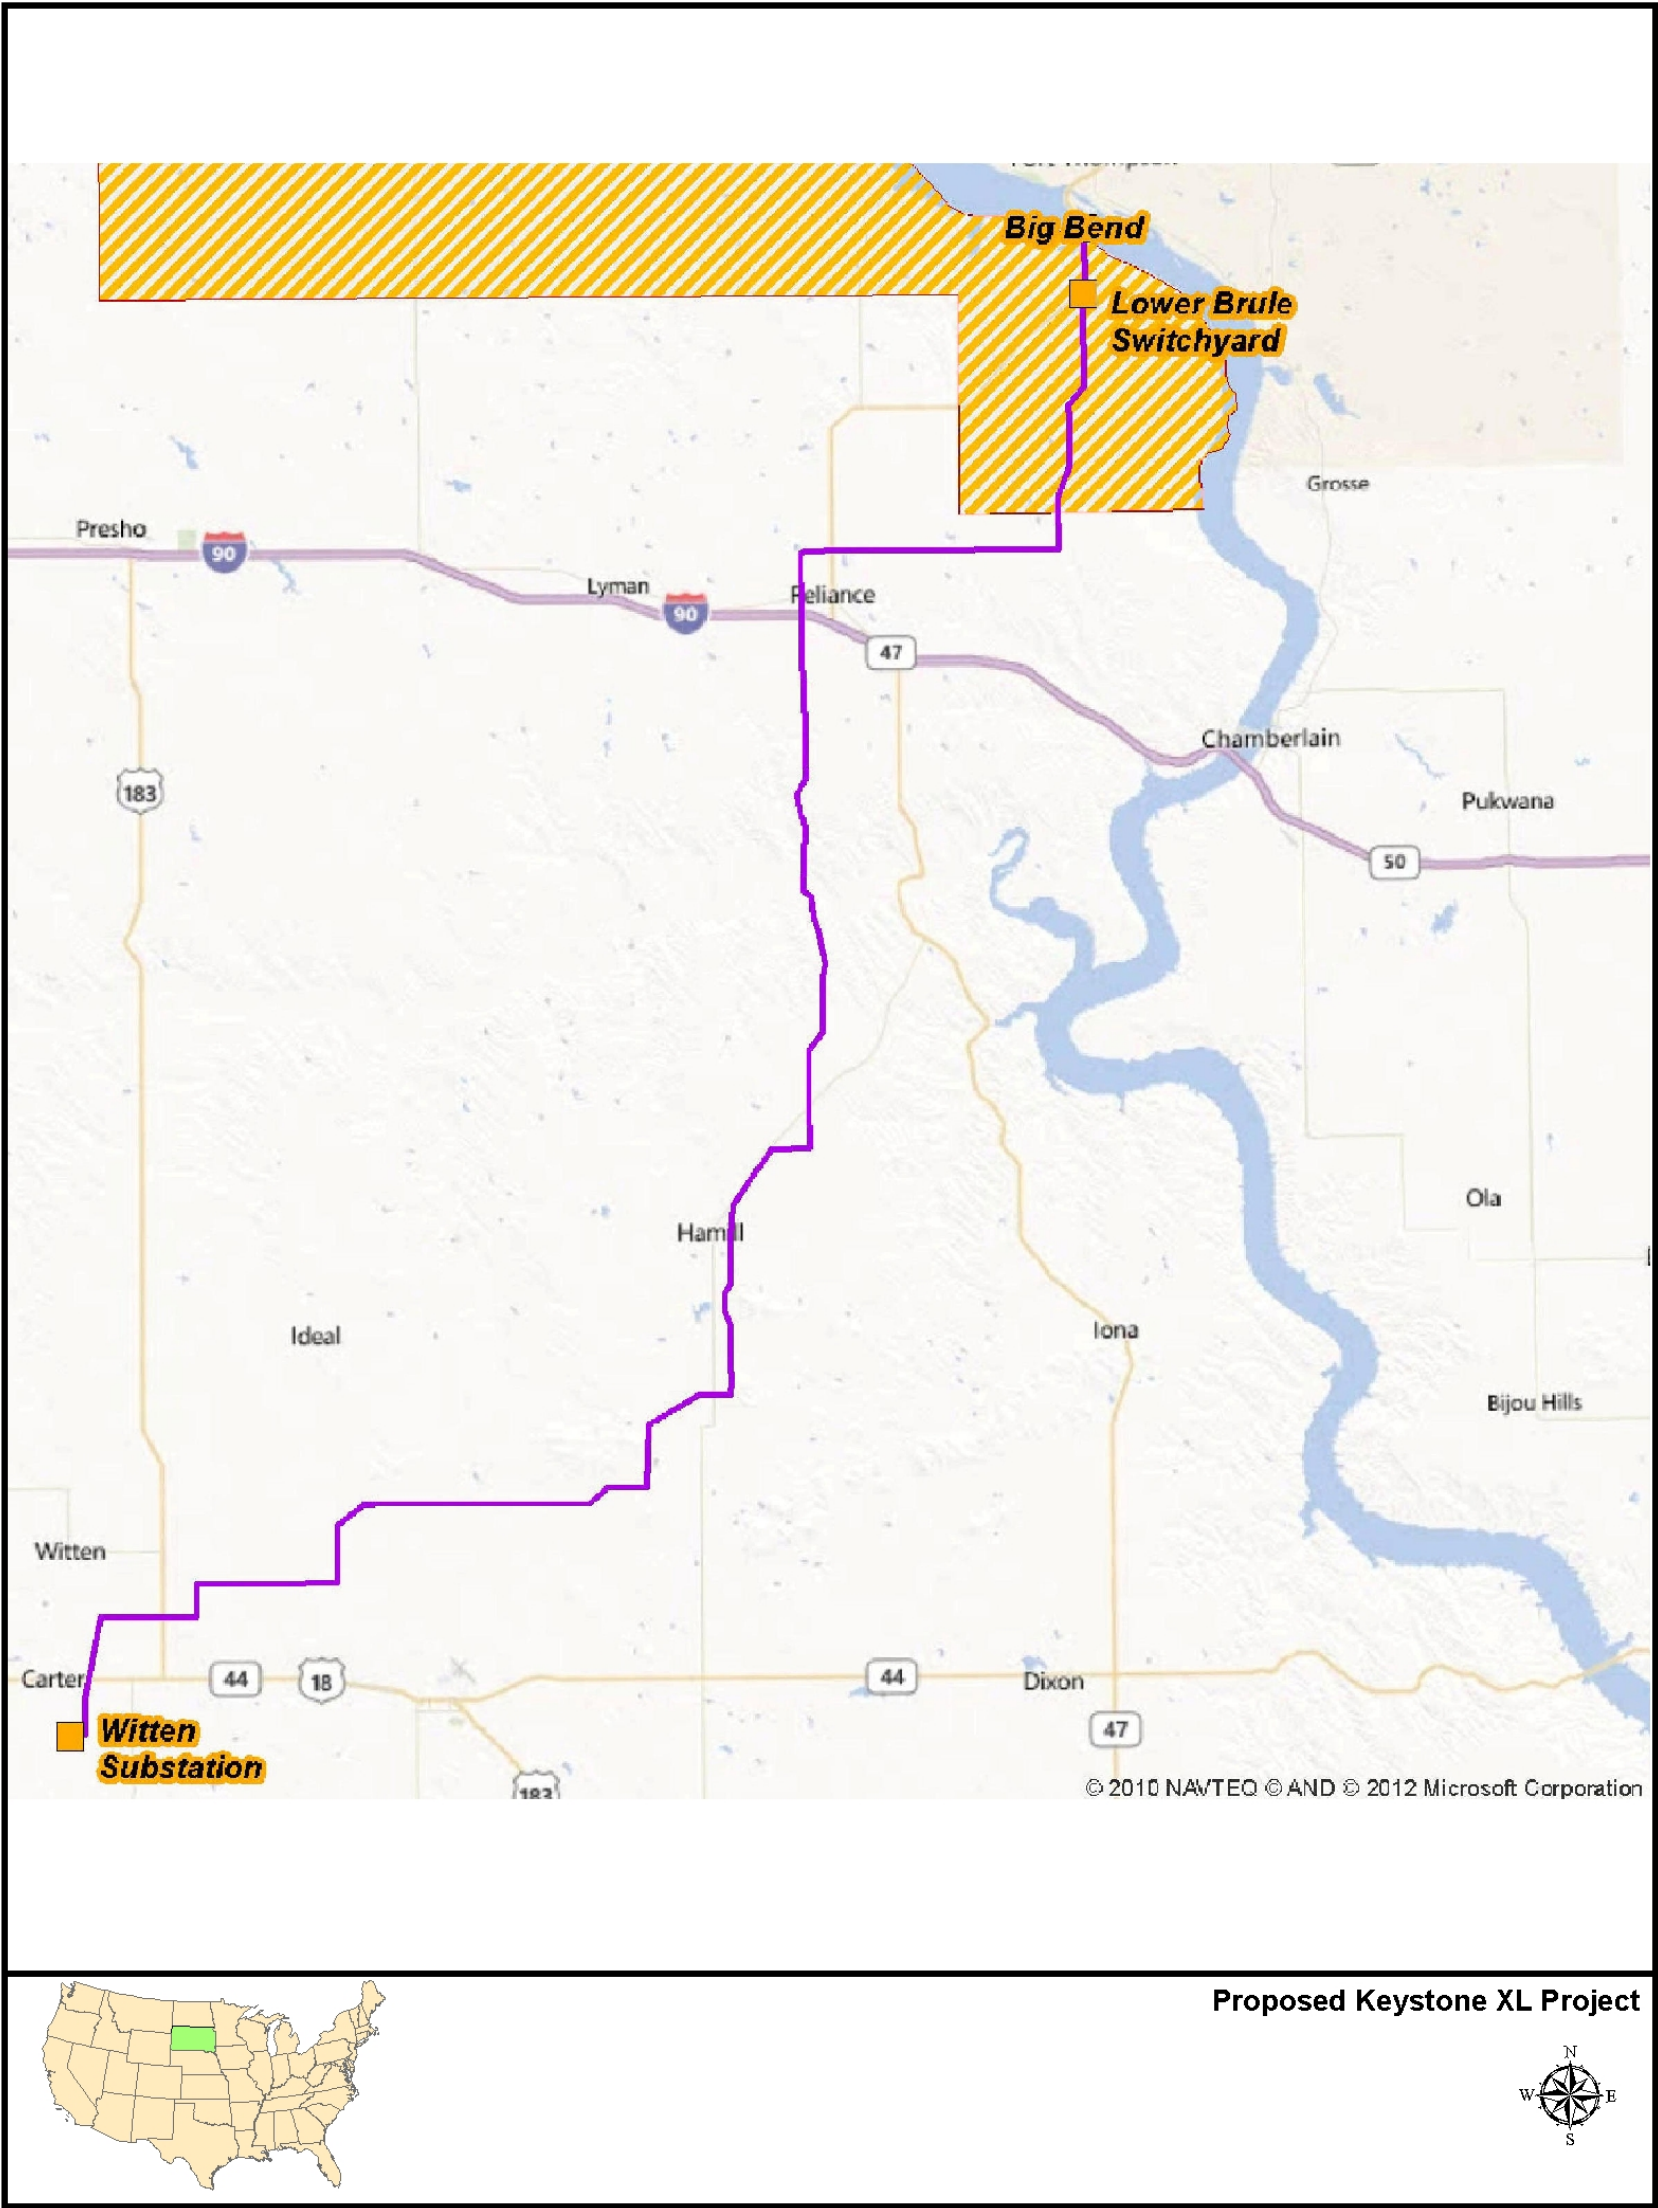 Big Bend
Lower Brule
Switchyard
Grosse
Presho
90
Lyman
90
Reliance
47
Chamberlain
183
Pukwana
50
Ola
Hamill
Ideal
Iona
Bijou Hills
Witten
Carter
44
18
44
Dixon
Witten
Substation
47
183
© 2010 NAVTEQ © AND © 2012 Microsoft Corporation
Proposed Keystone XL Project
N
W
E
S